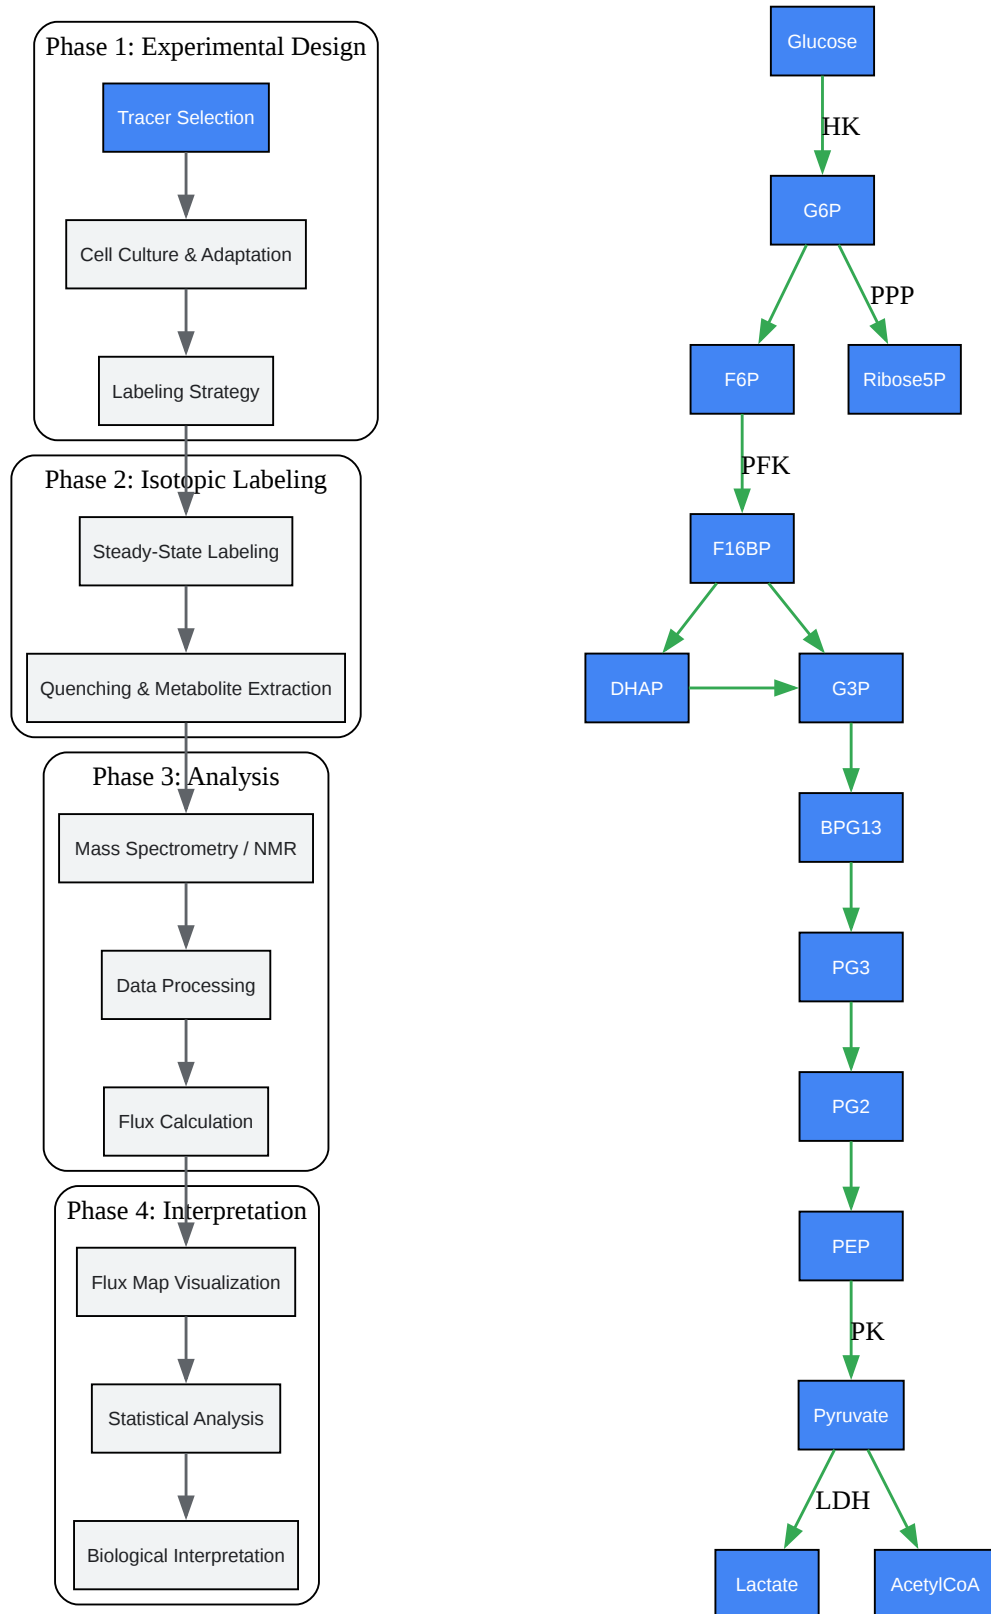 Phase 1: Experimental Design
Tracer Selection
Cell Culture & Adaptation
Labeling Strategy
Phase 2: Isotopic Labeling
Steady-State Labeling
Quenching & Metabolite Extraction
Phase 3: Analysis
Mass Spectrometry / NMR
Data Processing
Flux Calculation
Phase 4: Interpretation
Flux Map Visualization
Statistical Analysis
Biological Interpretation
Glucose
HK
G6P
PPP
F6P
Ribose5P
PFK
F16BP
DHAP
G3P
BPG13
PG3
PG2
PEP
PK
Pyruvate
LDH
Lactate
AcetylCoA